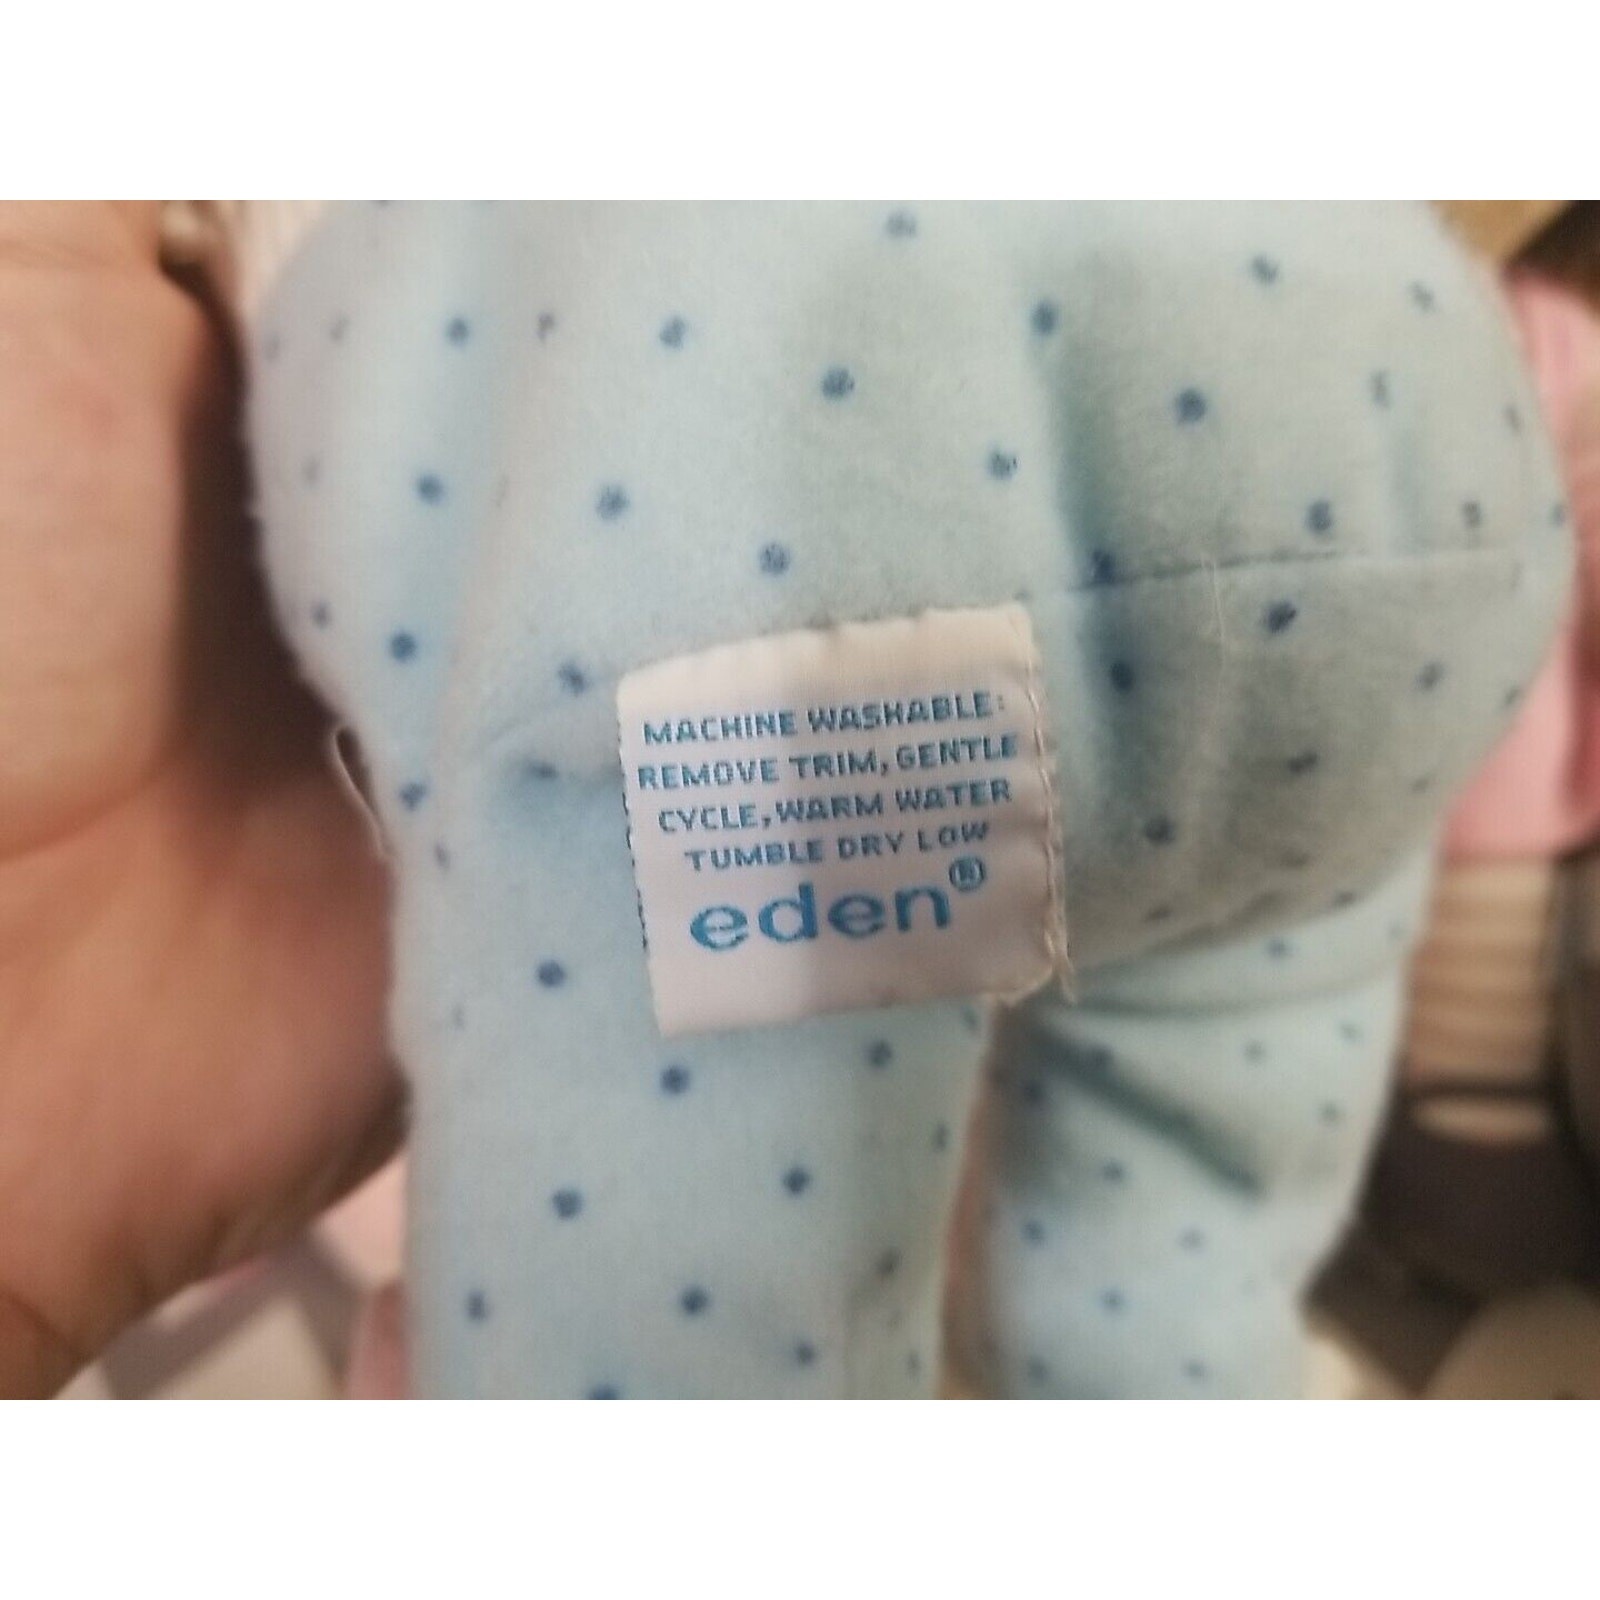 MACHINE WASHABLE:
REMOVE TRIM, GENTLE
CYCLE, WARM WATER
TUMBLE DRY LOW
eden®